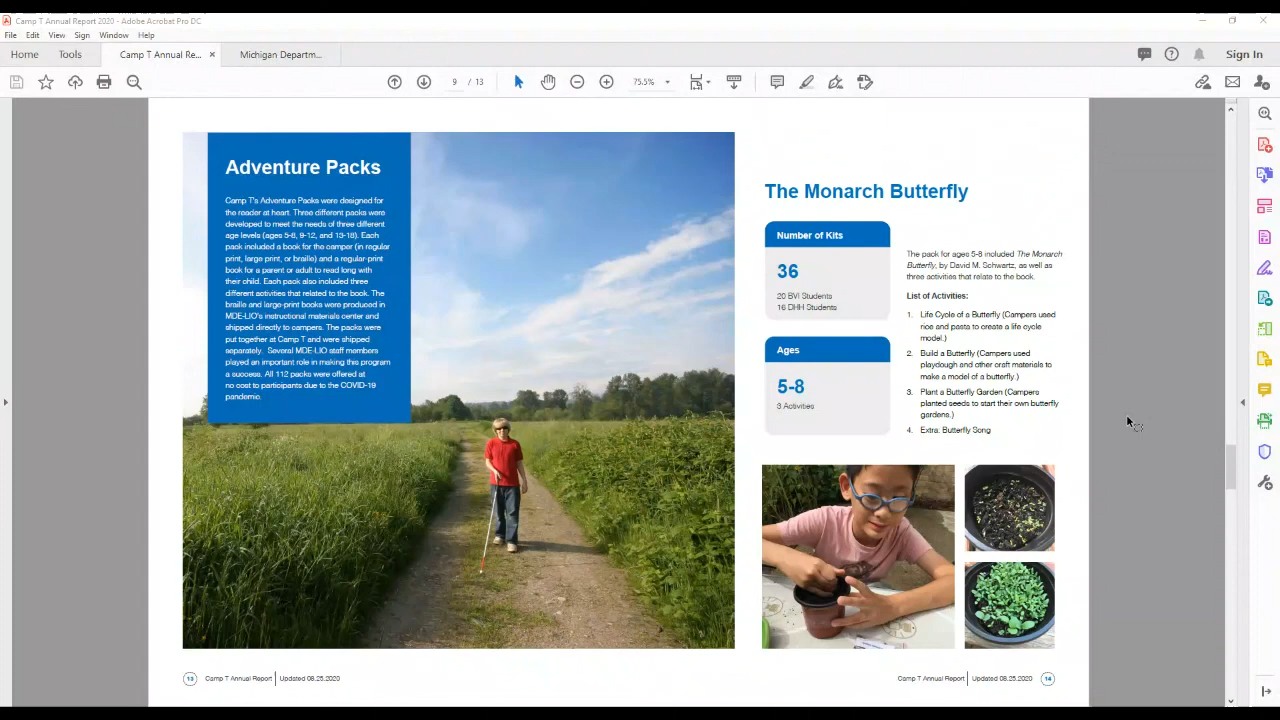 Camp T Annual Report 2020 - Adobe Acrobat Pro DC
File Edit View Sign Window Help
Home Tools Camp T Annual Re... × Michigan Departm... Sign In
9 / 13 75.5%
Adventure Packs
Camp T's Adventure Packs were designed for
the reader at heart. Three different packs were
developed to meet the needs of three different
age levels (ages 5-8, 9-12, and 13-18). Each
pack included a book for the camper (in regular
print, large print, or braille) and a regular-print
book for a parent or adult to read long with
their child. Each pack also included three
different activities that related to the book. The
braille and large-print books were produced in
MDE-LIO's instructional materials center and
shipped directly to campers. The packs were
put together at Camp T and were shipped
separately. Several MDE-LIO staff members
played an important role in making this program
a success. All 112 packs were offered at
no cost to participants due to the COVID-19
pandemic.
The Monarch Butterfly
Number of Kits
36
20 BVI Students
16 DHH Students
Ages
5-8
3 Activities
The pack for ages 5-8 included The Monarch
Butterfly, by David M. Schwartz, as well as
three activities that relate to the book.
List of Activities:
1. Life Cycle of a Butterfly (Campers used
rice and pasta to create a life cycle
model.)
2. Build a Butterfly (Campers used
playdough and other craft materials to
make a model of a butterfly.)
3. Plant a Butterfly Garden (Campers
planted seeds to start their own butterfly
gardens.)
4. Extra: Butterfly Song
13 Camp T Annual Report | Updated 08.25.2020
Camp T Annual Report | Updated 08.25.2020 14